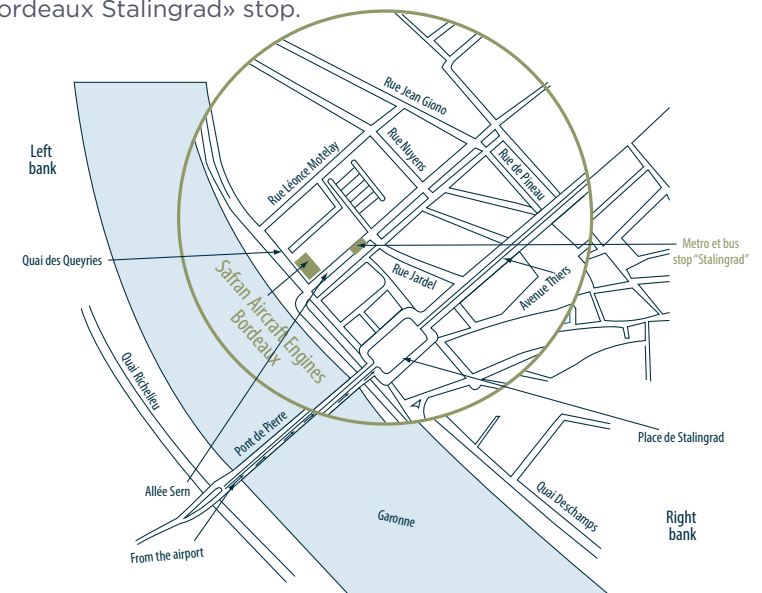 ordeaux Stalingrad» stop.
Rue Jean Giono
Left
bank
Rue Léonce Motelay
Rue Nuyens
Rue de Pineau
Quai des Queyries
Metro et bus
stop "Stalingrad"
Safran Aircraft Engines
Bordeaux
Rue Jardel
Avenue Thiers
Quai Richelieu
Pont de Pierre
Place de Stalingrad
Allée Sern
Quai Deschamps
Garonne
Right
bank
From the airport